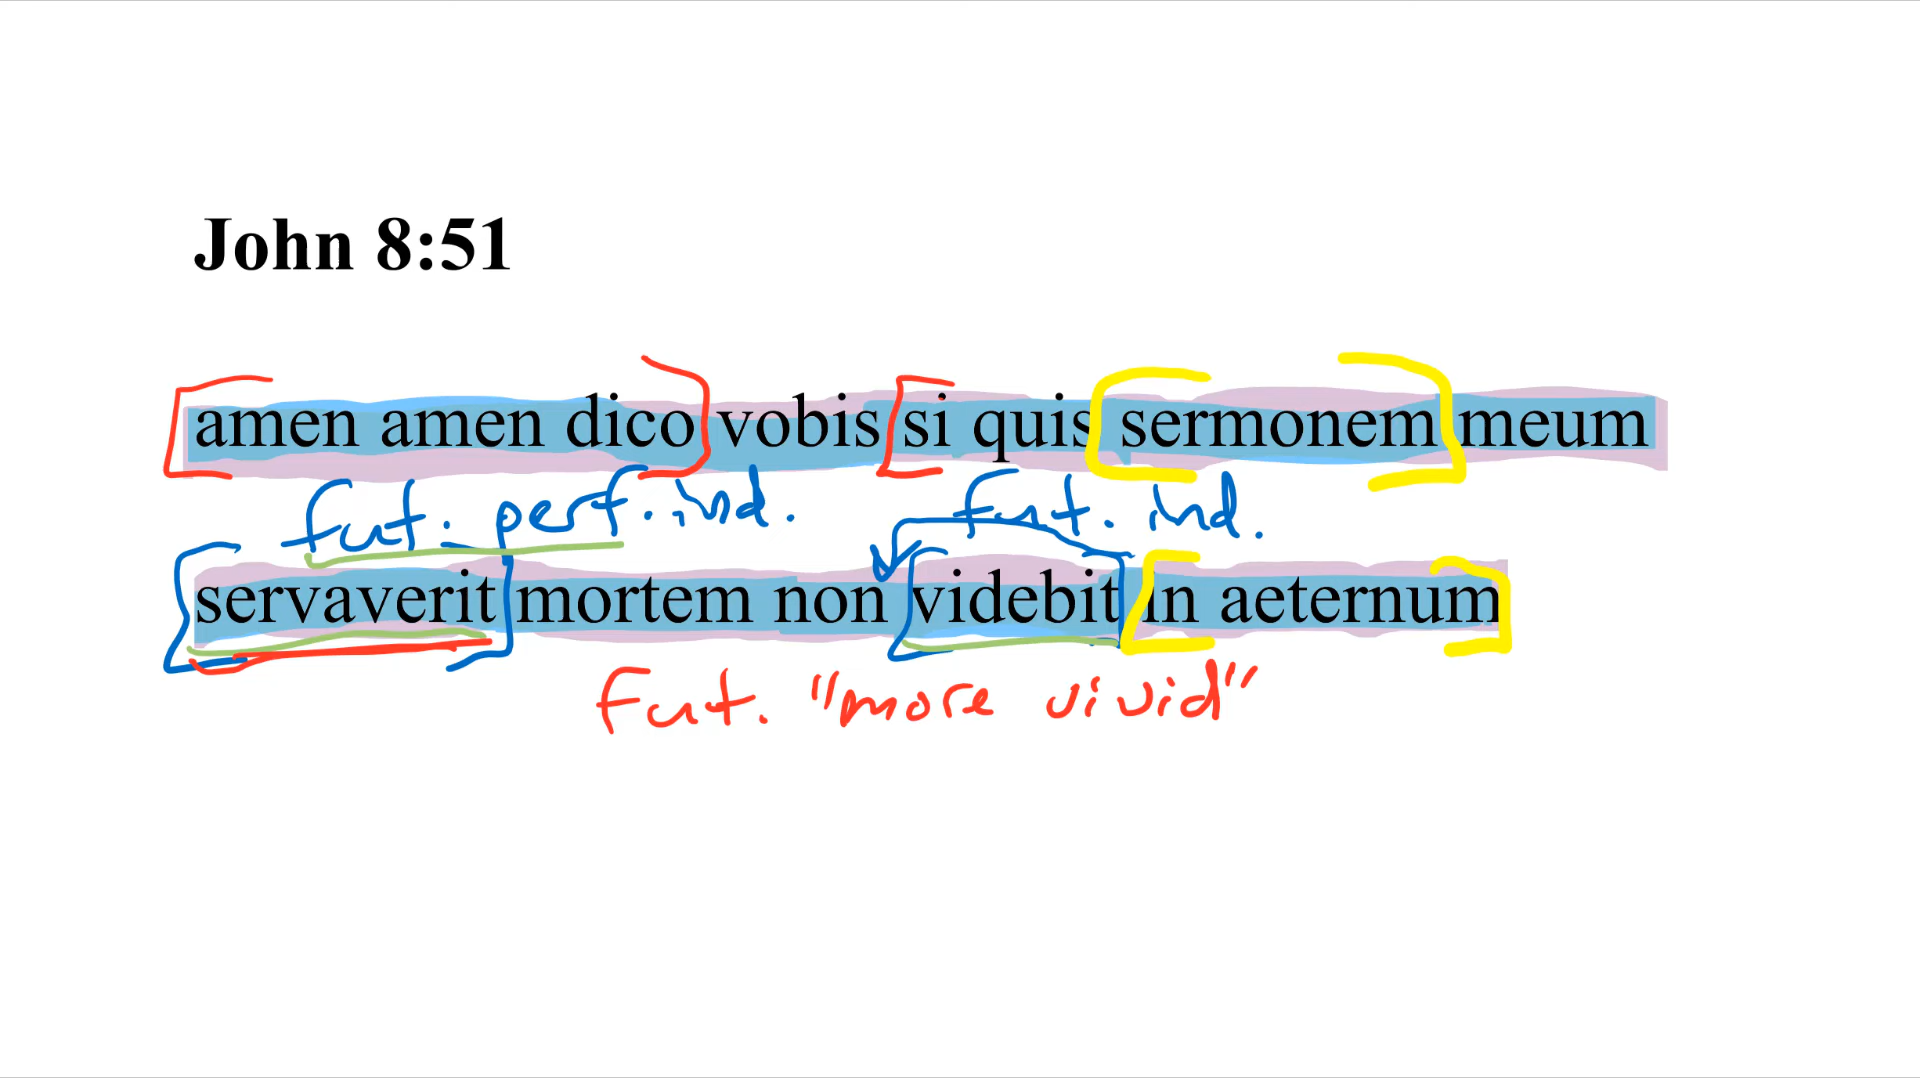 John 8:51
amen amen dico vobis si quis sermonem meum
fut. perf. ind. fut. ind.
servaverit mortem non videbit in aeternum
Fut. "more vivid"